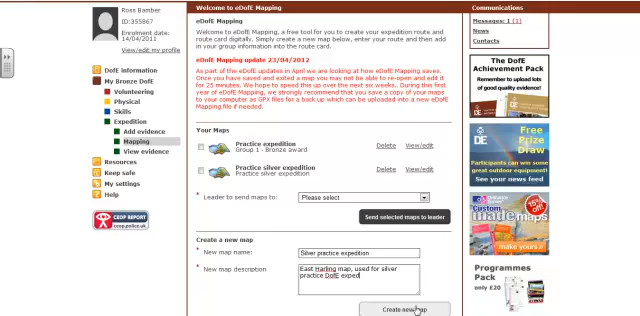 Ross Bamber
ID:355867
Enrolment date:
14/04/2011
View/edit my profile
DofE information
My Bronze DofE
Volunteering
Physical
Skills
Expedition
Add evidence
Mapping
View evidence
Resources
Keep safe
My settings
Help
CEOP REPORT
ceop.police.uk
Welcome to eDofE Mapping
eDofE Mapping
Welcome to eDofE Mapping, a free tool for you to create your expedition route and
route card digitally. Simply create a new map below, enter your route and then add
in your group information into the route card.
eDofE Mapping update 23/04/2012
As part of the eDofE updates in April we are looking at how eDofE Mapping saves.
Once you have saved and exited a map you may not be able to re-open and edit it
for 25 minutes. We hope to speed this up over the next six weeks.. During this first
year of eDofE Mapping, we strongly recommend that you save a copy of your maps
to your computer as GPX files for a back up which can be uploaded into a new eDofE
Mapping file if needed.
Your Maps
Practice expedition
Group 1 - Bronze award
Delete View/edit
Practice silver expedition
Practice silver expedition
Delete View/edit
* Leader to send maps to: Please select
Send selected maps to leader
Create a new map
* New map name: Silver practice expedition
* New map description East Harling map, used for silver
practice DofE exped
Create new map
Communications
Messages: 1 (1)
News
Contacts
The DofE
Achievement Pack
Remember to upload lots
of good quality evidence!
DE
Free
Prize
Draw
Participants can win some
great outdoor equipment!
See your news feed
Custom
made maps
15% off!
make yours
Programmes
Pack
only £20